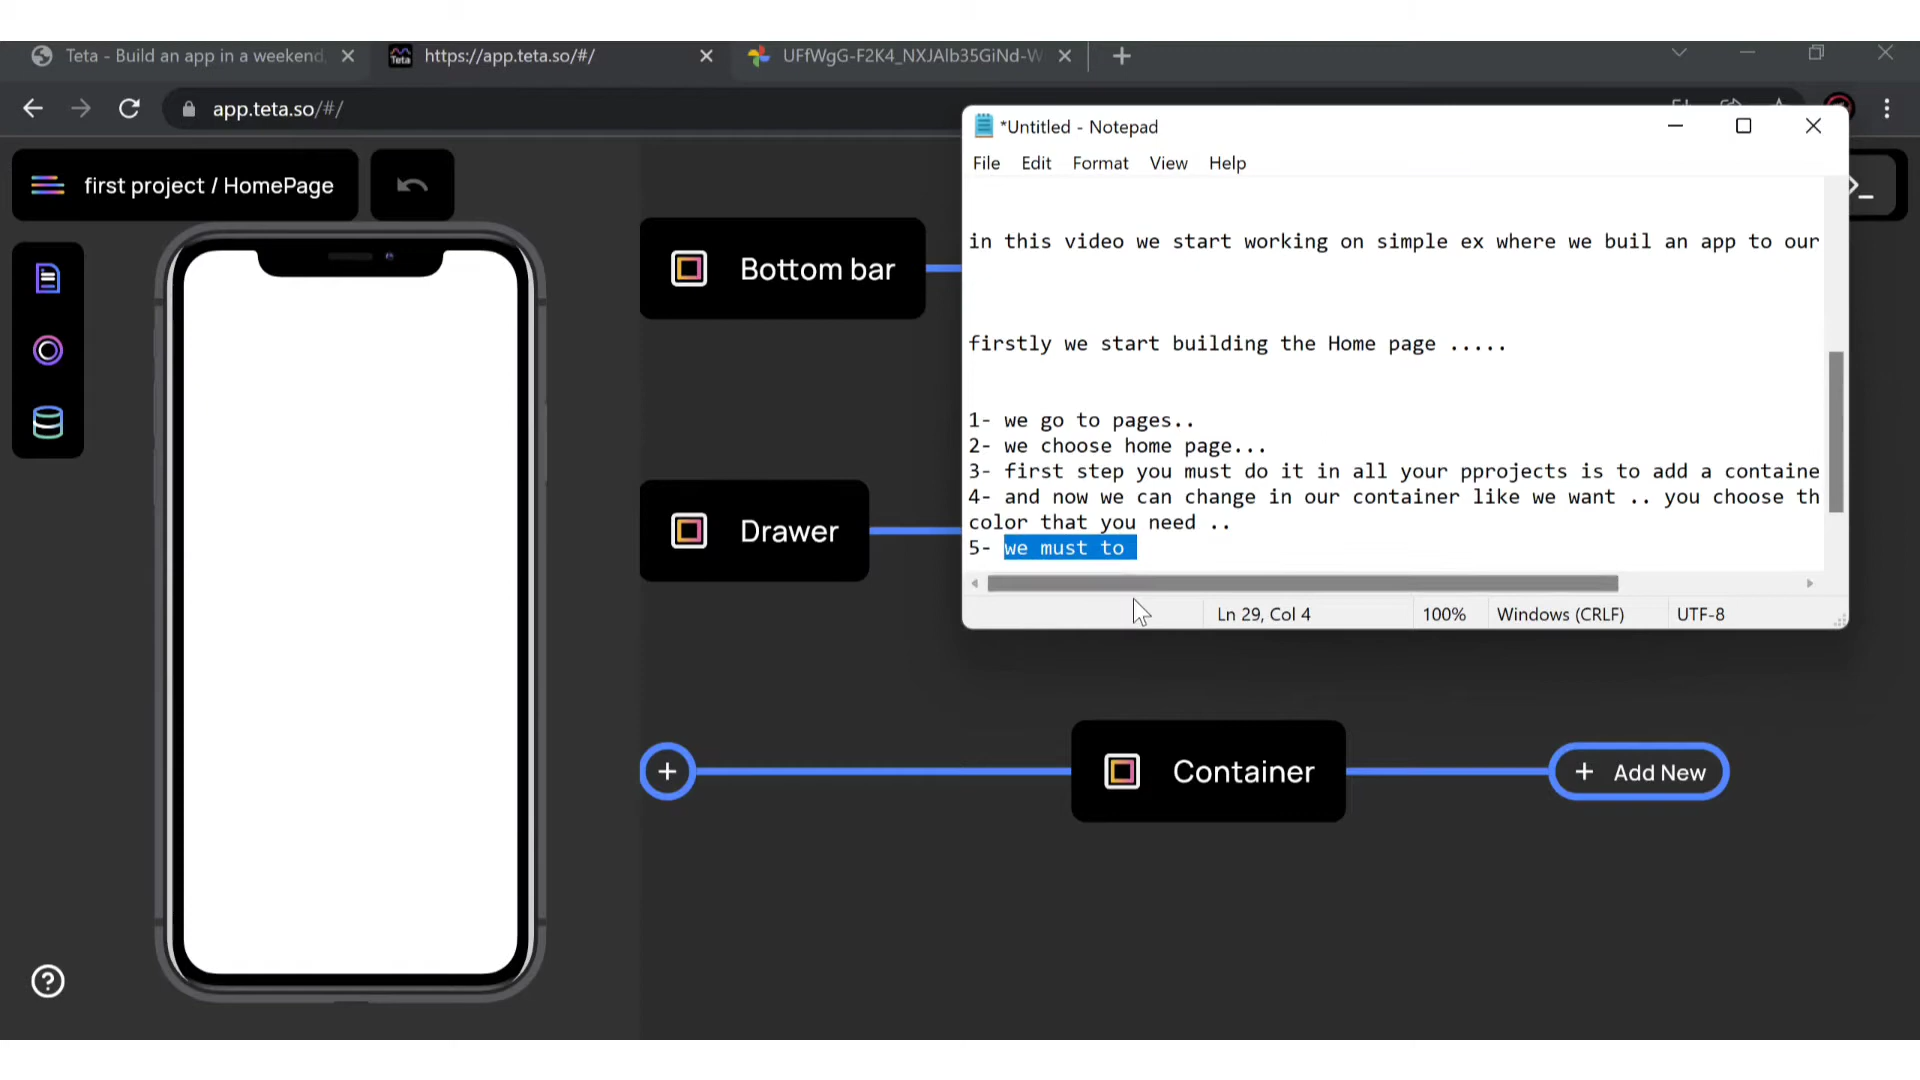 Teta - Build an app in a weekend.
https://app.teta.so/#/
UFfWgG-F2K4_NXJAlb35GiNd-W
app.teta.so/#/
first project / HomePage
Bottom bar
Drawer
+
Container
+ Add New
?
*Untitled - Notepad
File Edit Format View Help
in this video we start working on simple ex where we buil an app to our
firstly we start building the Home page .....
1- we go to pages..
2- we choose home page...
3- first step you must do it in all your pprojects is to add a containe
4- and now we can change in our container like we want .. you choose th
color that you need ..
5- we must to
Ln 29, Col 4 100% Windows (CRLF) UTF-8